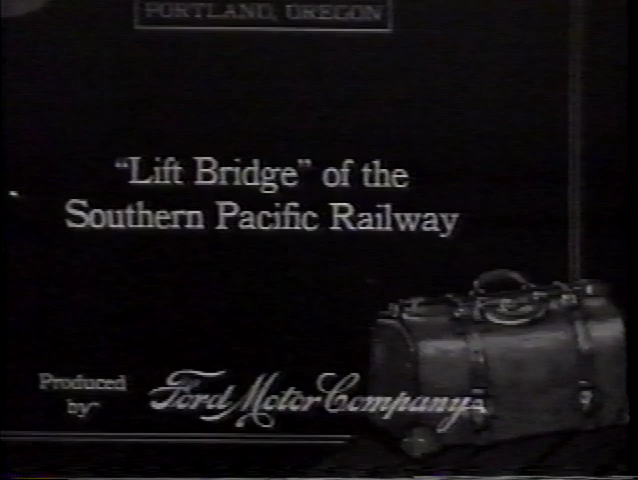 PORTLAND, OREGON
“Lift Bridge” of the
Southern Pacific Railway
Produced
by
Ford Motor Company